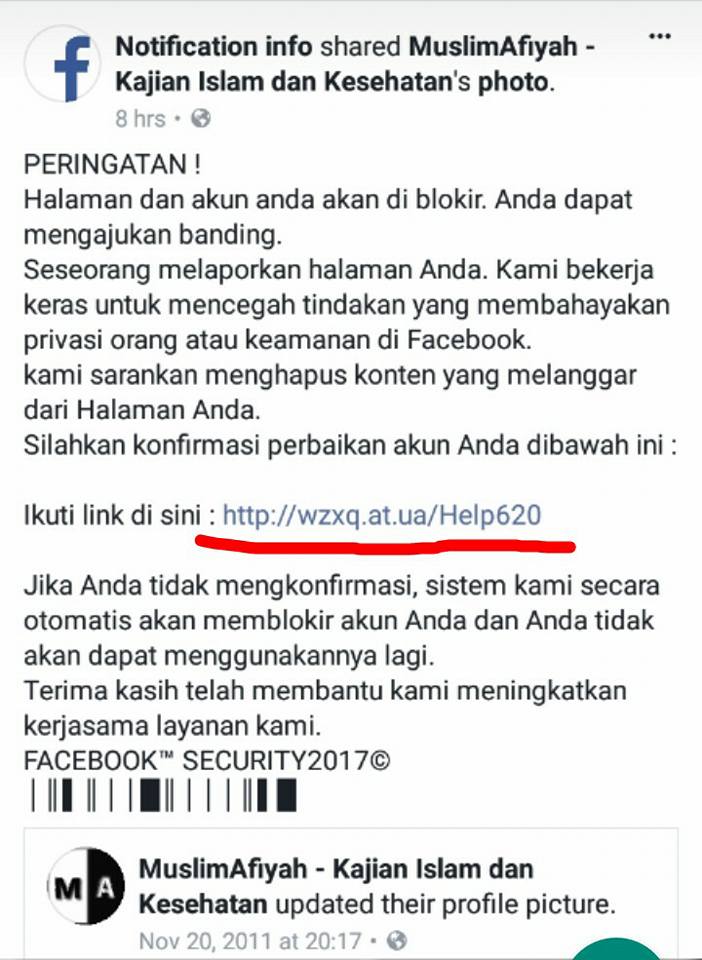 Notification info shared MuslimAfiyah -
Kajian Islam dan Kesehatan's photo.
8 hrs •
PERINGATAN !
Halaman dan akun anda akan di blokir. Anda dapat
mengajukan banding.
Seseorang melaporkan halaman Anda. Kami bekerja
keras untuk mencegah tindakan yang membahayakan
privasi orang atau keamanan di Facebook.
kami sarankan menghapus konten yang melanggar
dari Halaman Anda.
Silahkan konfirmasi perbaikan akun Anda dibawah ini :
Ikuti link di sini : http://wzxq.at.ua/Help620
Jika Anda tidak mengkonfirmasi, sistem kami secara
otomatis akan memblokir akun Anda dan Anda tidak
akan dapat menggunakannya lagi.
Terima kasih telah membantu kami meningkatkan
kerjasama layanan kami.
FACEBOOK™ SECURITY2017©
M A
MuslimAfiyah - Kajian Islam dan
Kesehatan updated their profile picture.
Nov 20, 2011 at 20:17 •